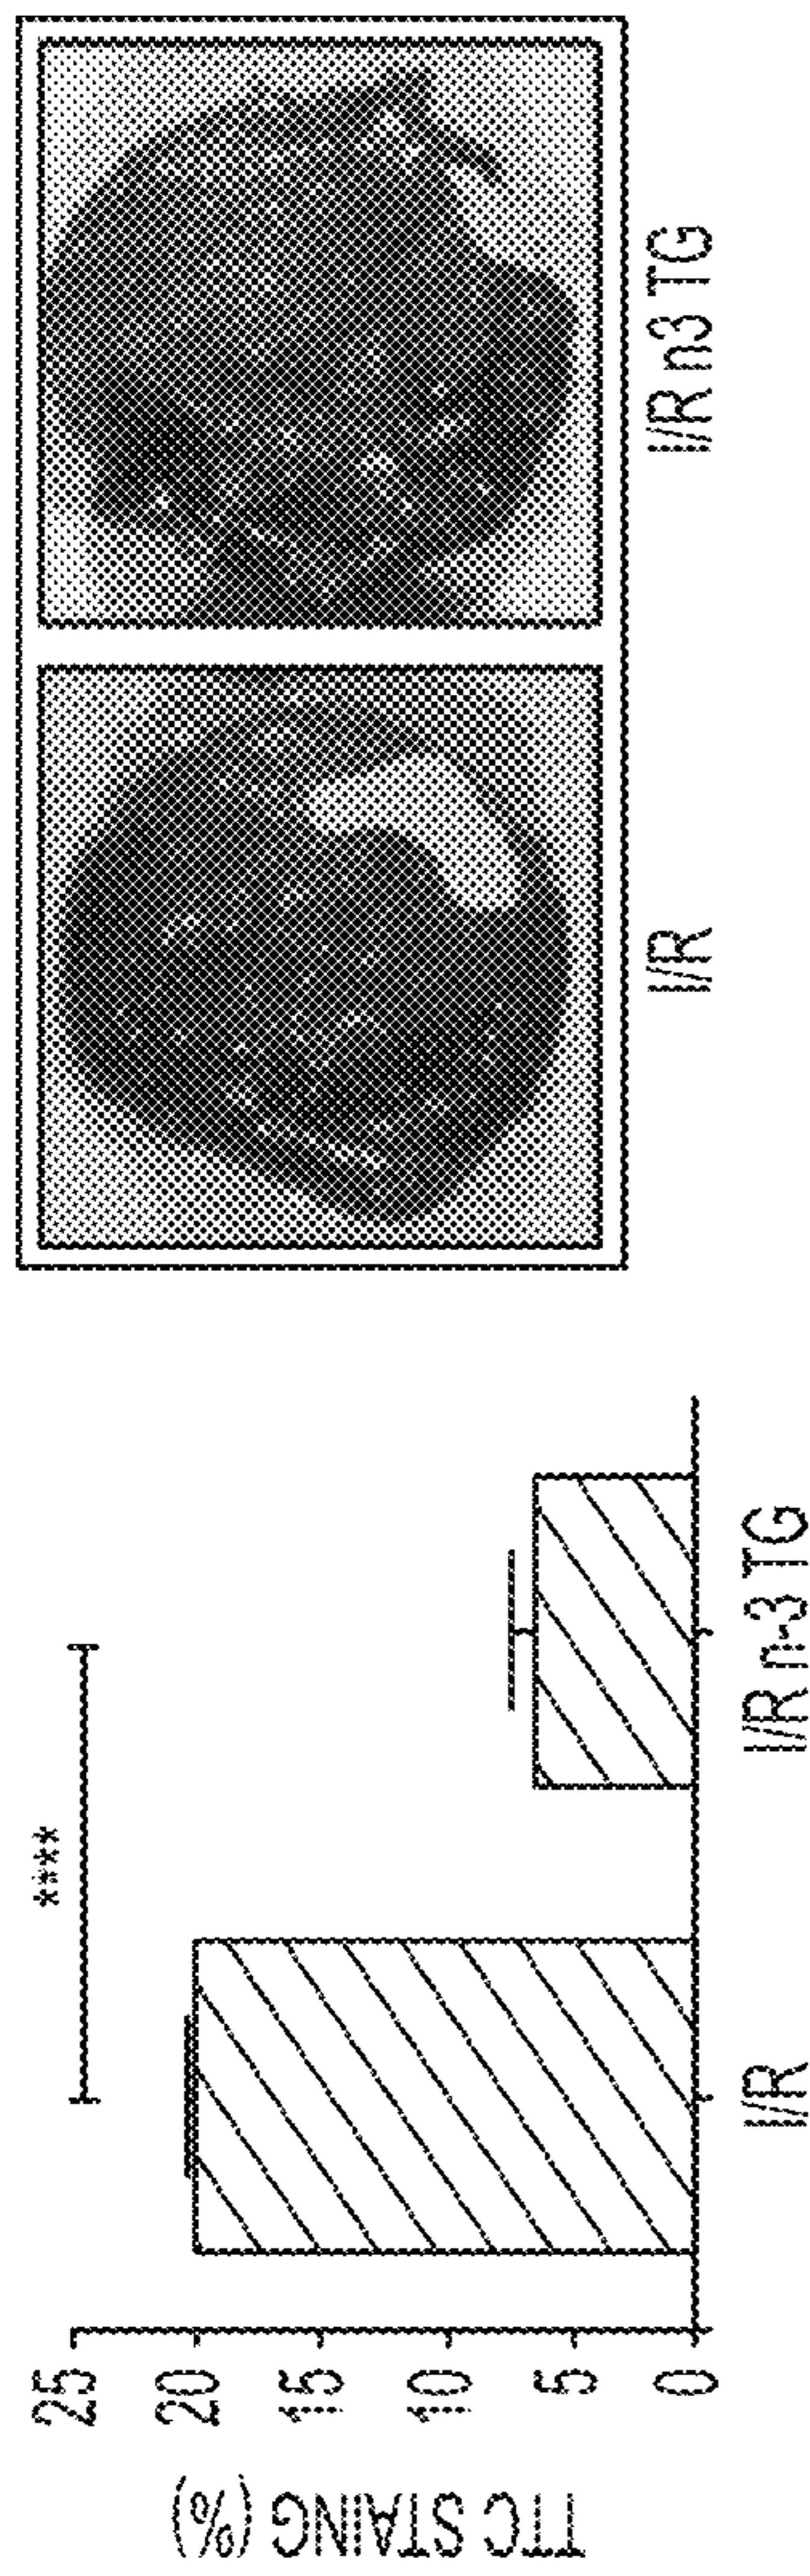 TTC STAING (%)
25
20
15
10
5
0
****
I/R
I/R n-3 TG
I/R
I/R n3 TG